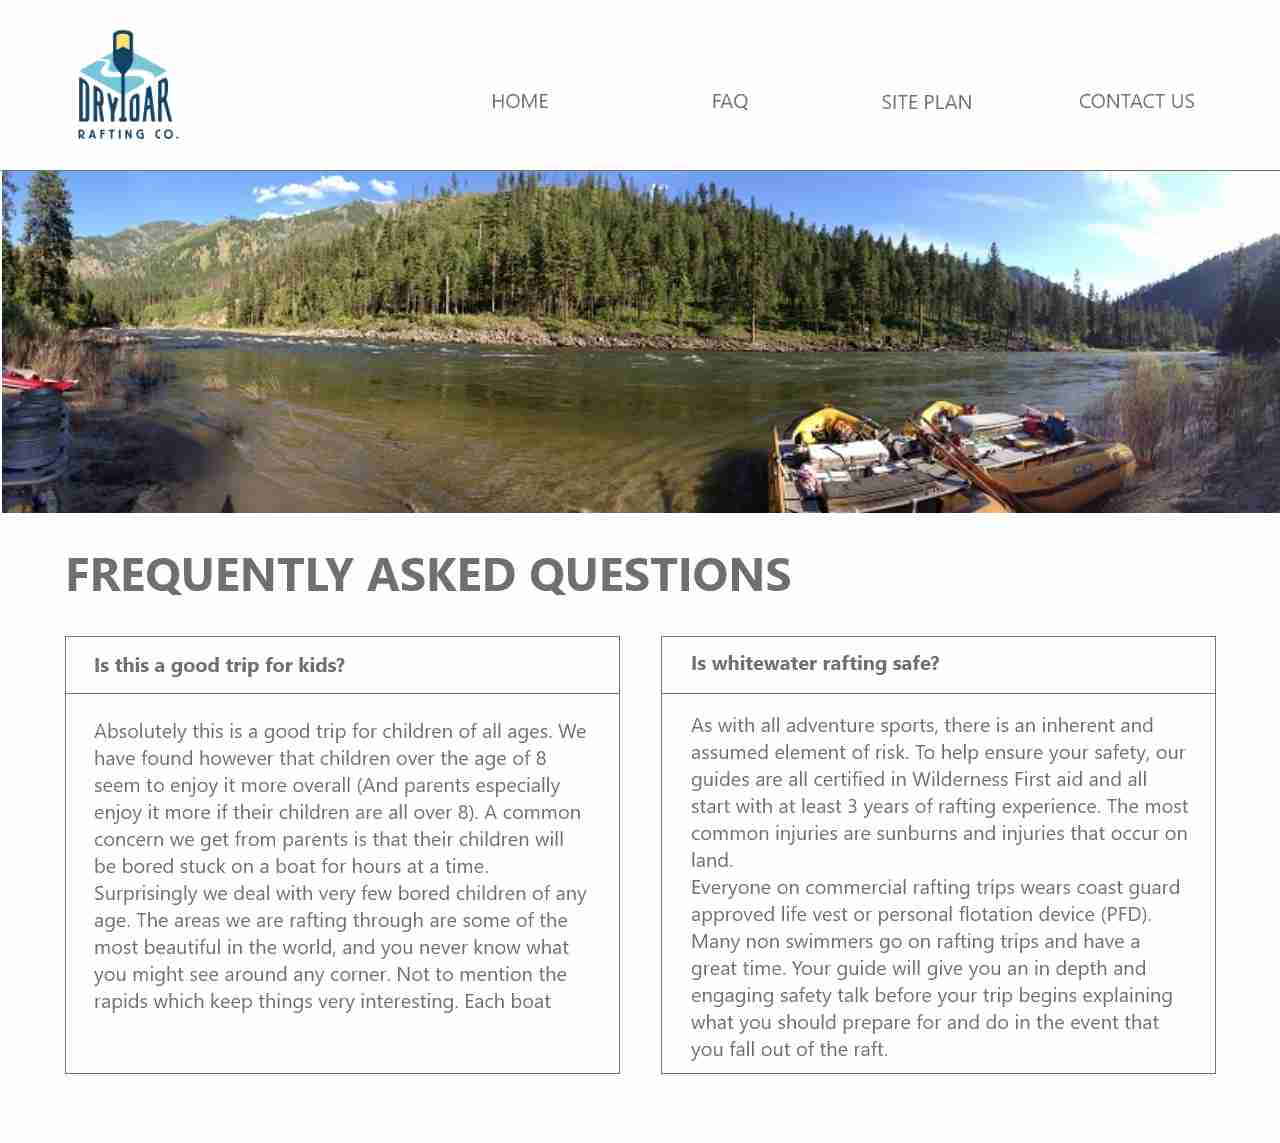 DRY OAR
RAFTING CO.
HOME
FAQ
SITE PLAN
CONTACT US
FREQUENTLY ASKED QUESTIONS
Is this a good trip for kids?
Absolutely this is a good trip for children of all ages. We
have found however that children over the age of 8
seem to enjoy it more overall (And parents especially
enjoy it more if their children are all over 8). A common
concern we get from parents is that their children will
be bored stuck on a boat for hours at a time.
Surprisingly we deal with very few bored children of any
age. The areas we are rafting through are some of the
most beautiful in the world, and you never know what
you might see around any corner. Not to mention the
rapids which keep things very interesting. Each boat
Is whitewater rafting safe?
As with all adventure sports, there is an inherent and
assumed element of risk. To help ensure your safety, our
guides are all certified in Wilderness First aid and all
start with at least 3 years of rafting experience. The most
common injuries are sunburns and injuries that occur on
land.
Everyone on commercial rafting trips wears coast guard
approved life vest or personal flotation device (PFD).
Many non swimmers go on rafting trips and have a
great time. Your guide will give you an in depth and
engaging safety talk before your trip begins explaining
what you should prepare for and do in the event that
you fall out of the raft.